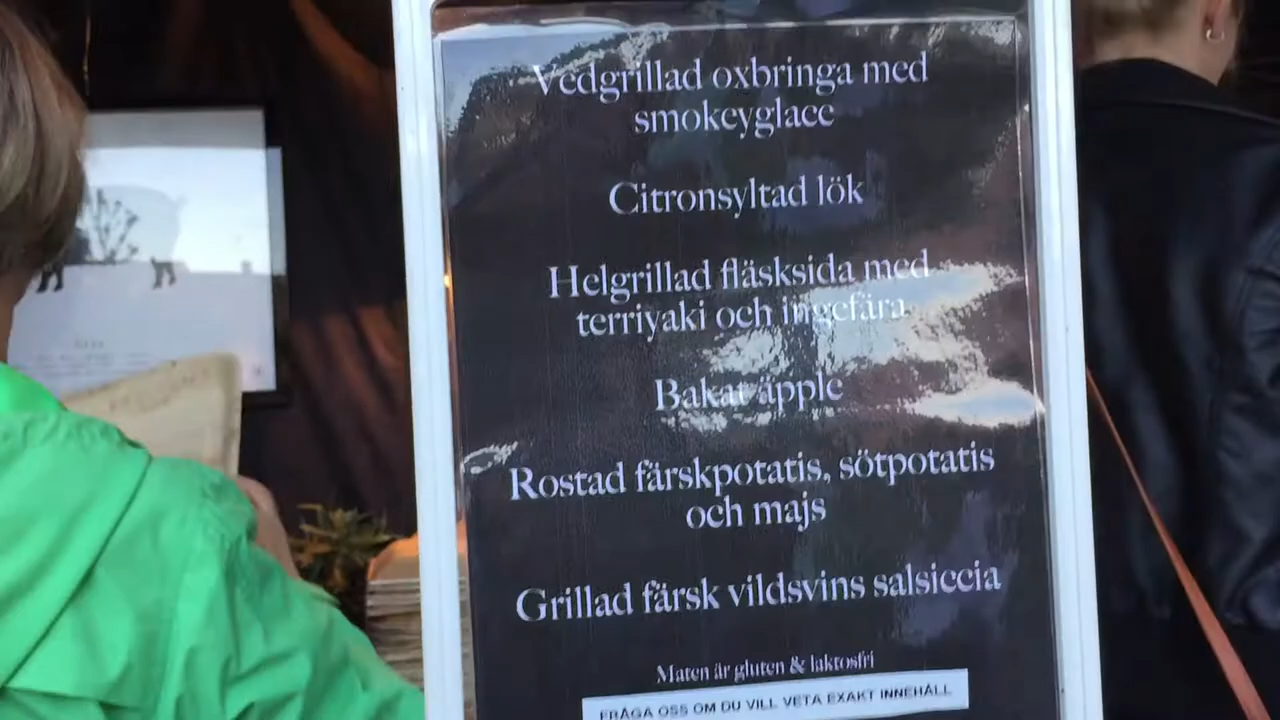 Vedgrillad oxbringa med
smokeyglace
Citronsyltad lök
Helgrillad fläsksida med
terriyaki och ingefära
Bakat äpple
Rostad färskpotatis, sötpotatis
och majs
Grillad färsk vildsvins salsiccia
Maten är gluten & laktosfri
FRÅGA OSS OM DU VILL VETA EXAKT INNEHÅLL